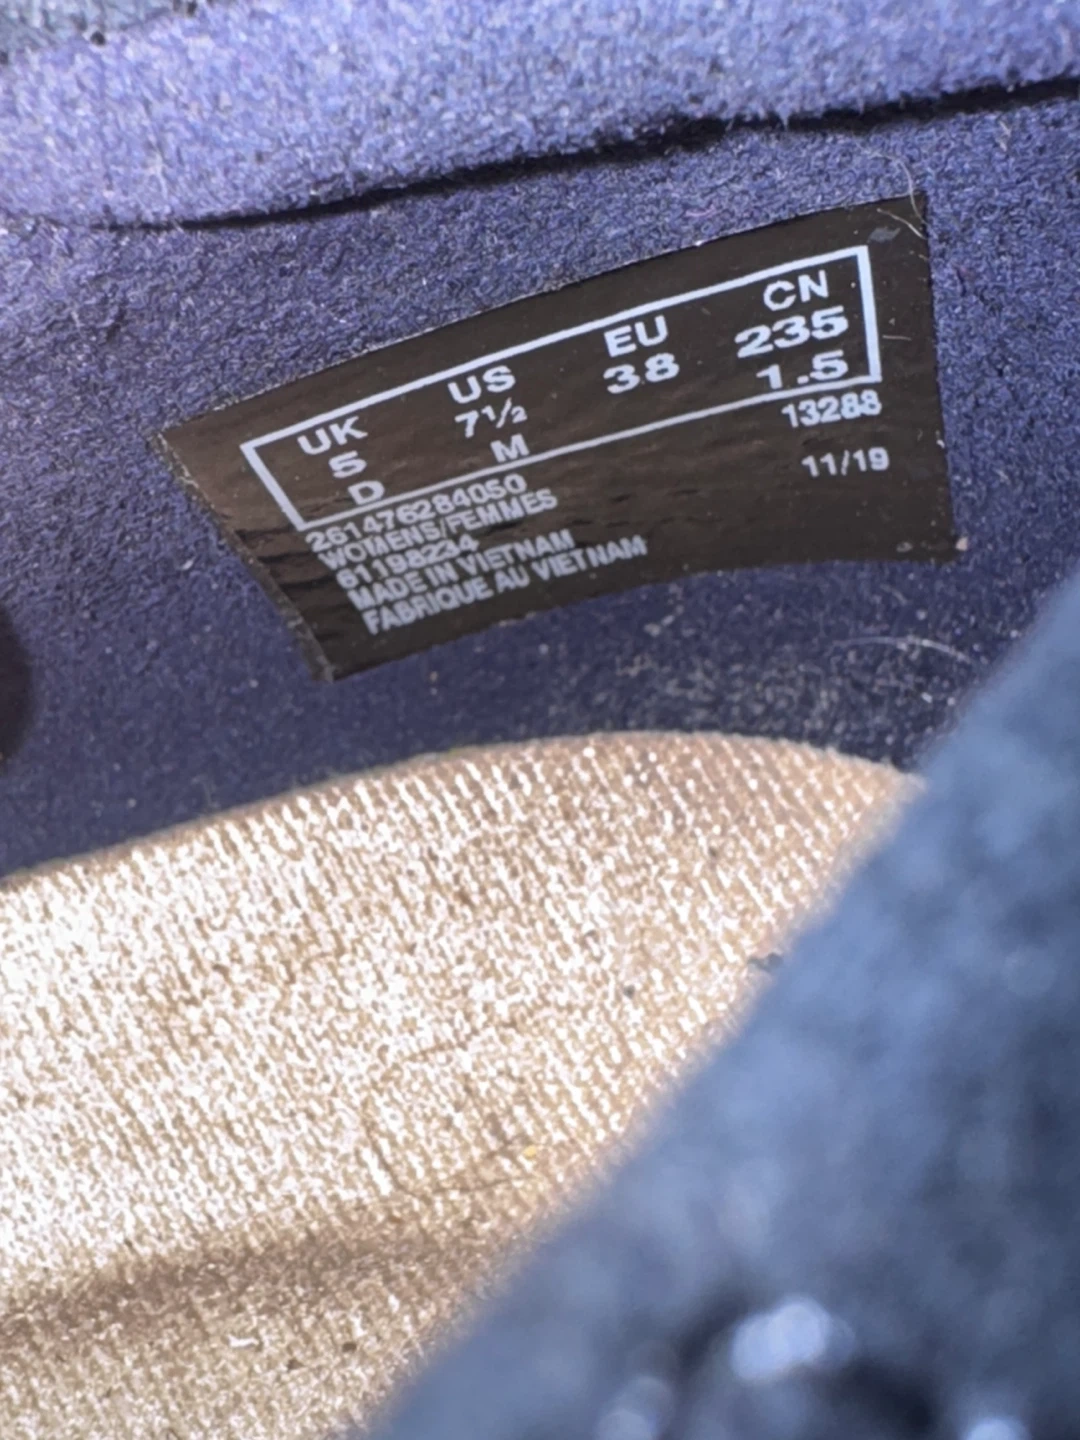 UK US EU CN
5 7½ 38 235
D M 1.5
261476284050 13288
WOMENS/FEMMES
61198234 11/19
MADE IN VIETNAM
FABRIQUE AU VIETNAM